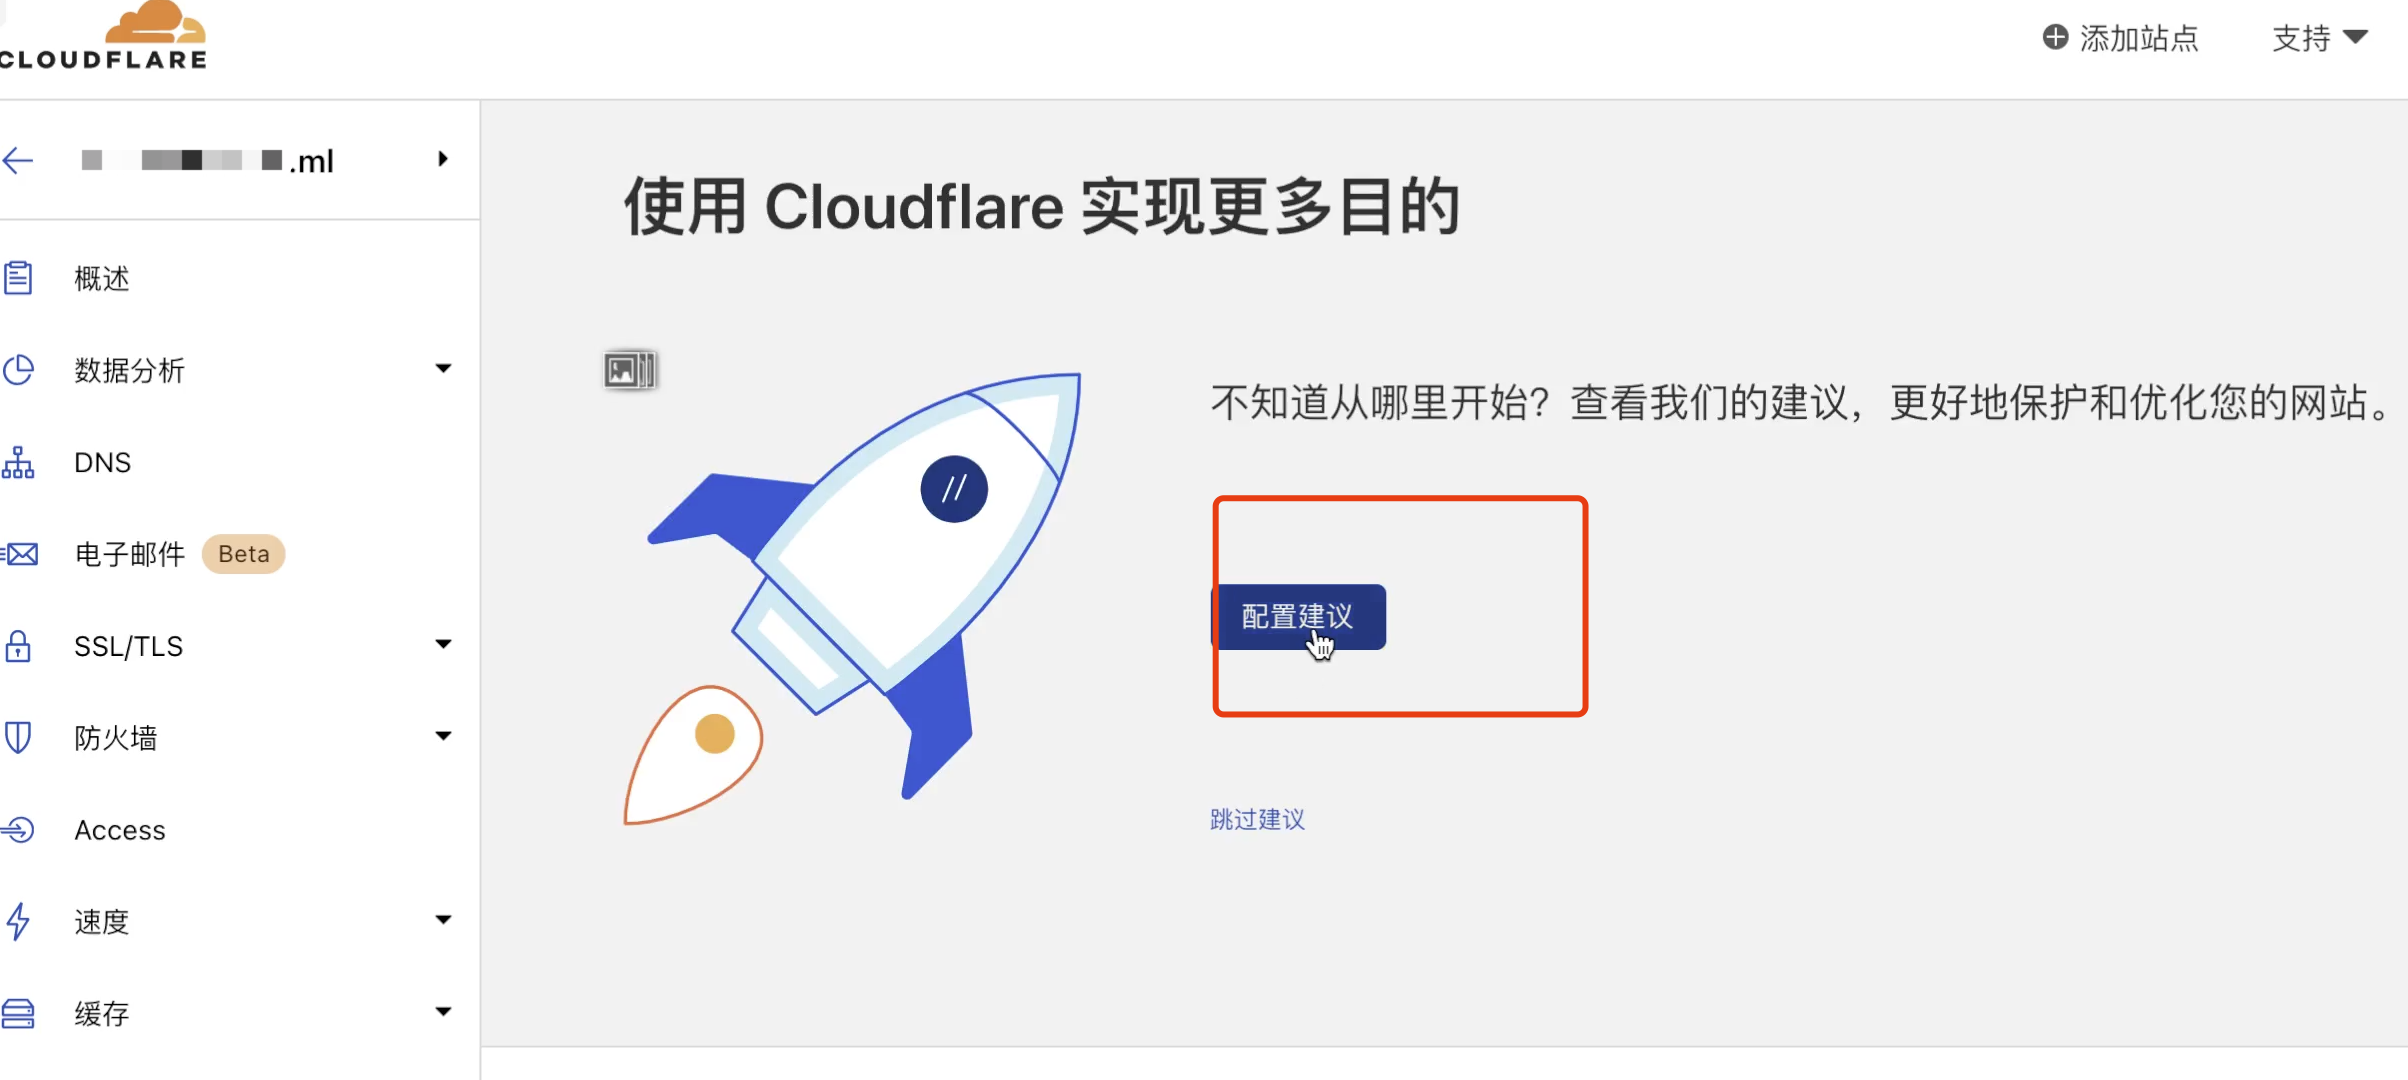 CLOUDFLARE
添加站点
支持
.ml
概述
数据分析
DNS
电子邮件 Beta
SSL/TLS
防火墙
Access
速度
缓存
使用 Cloudflare 实现更多目的
不知道从哪里开始？查看我们的建议，更好地保护和优化您的网站。
配置建议
跳过建议